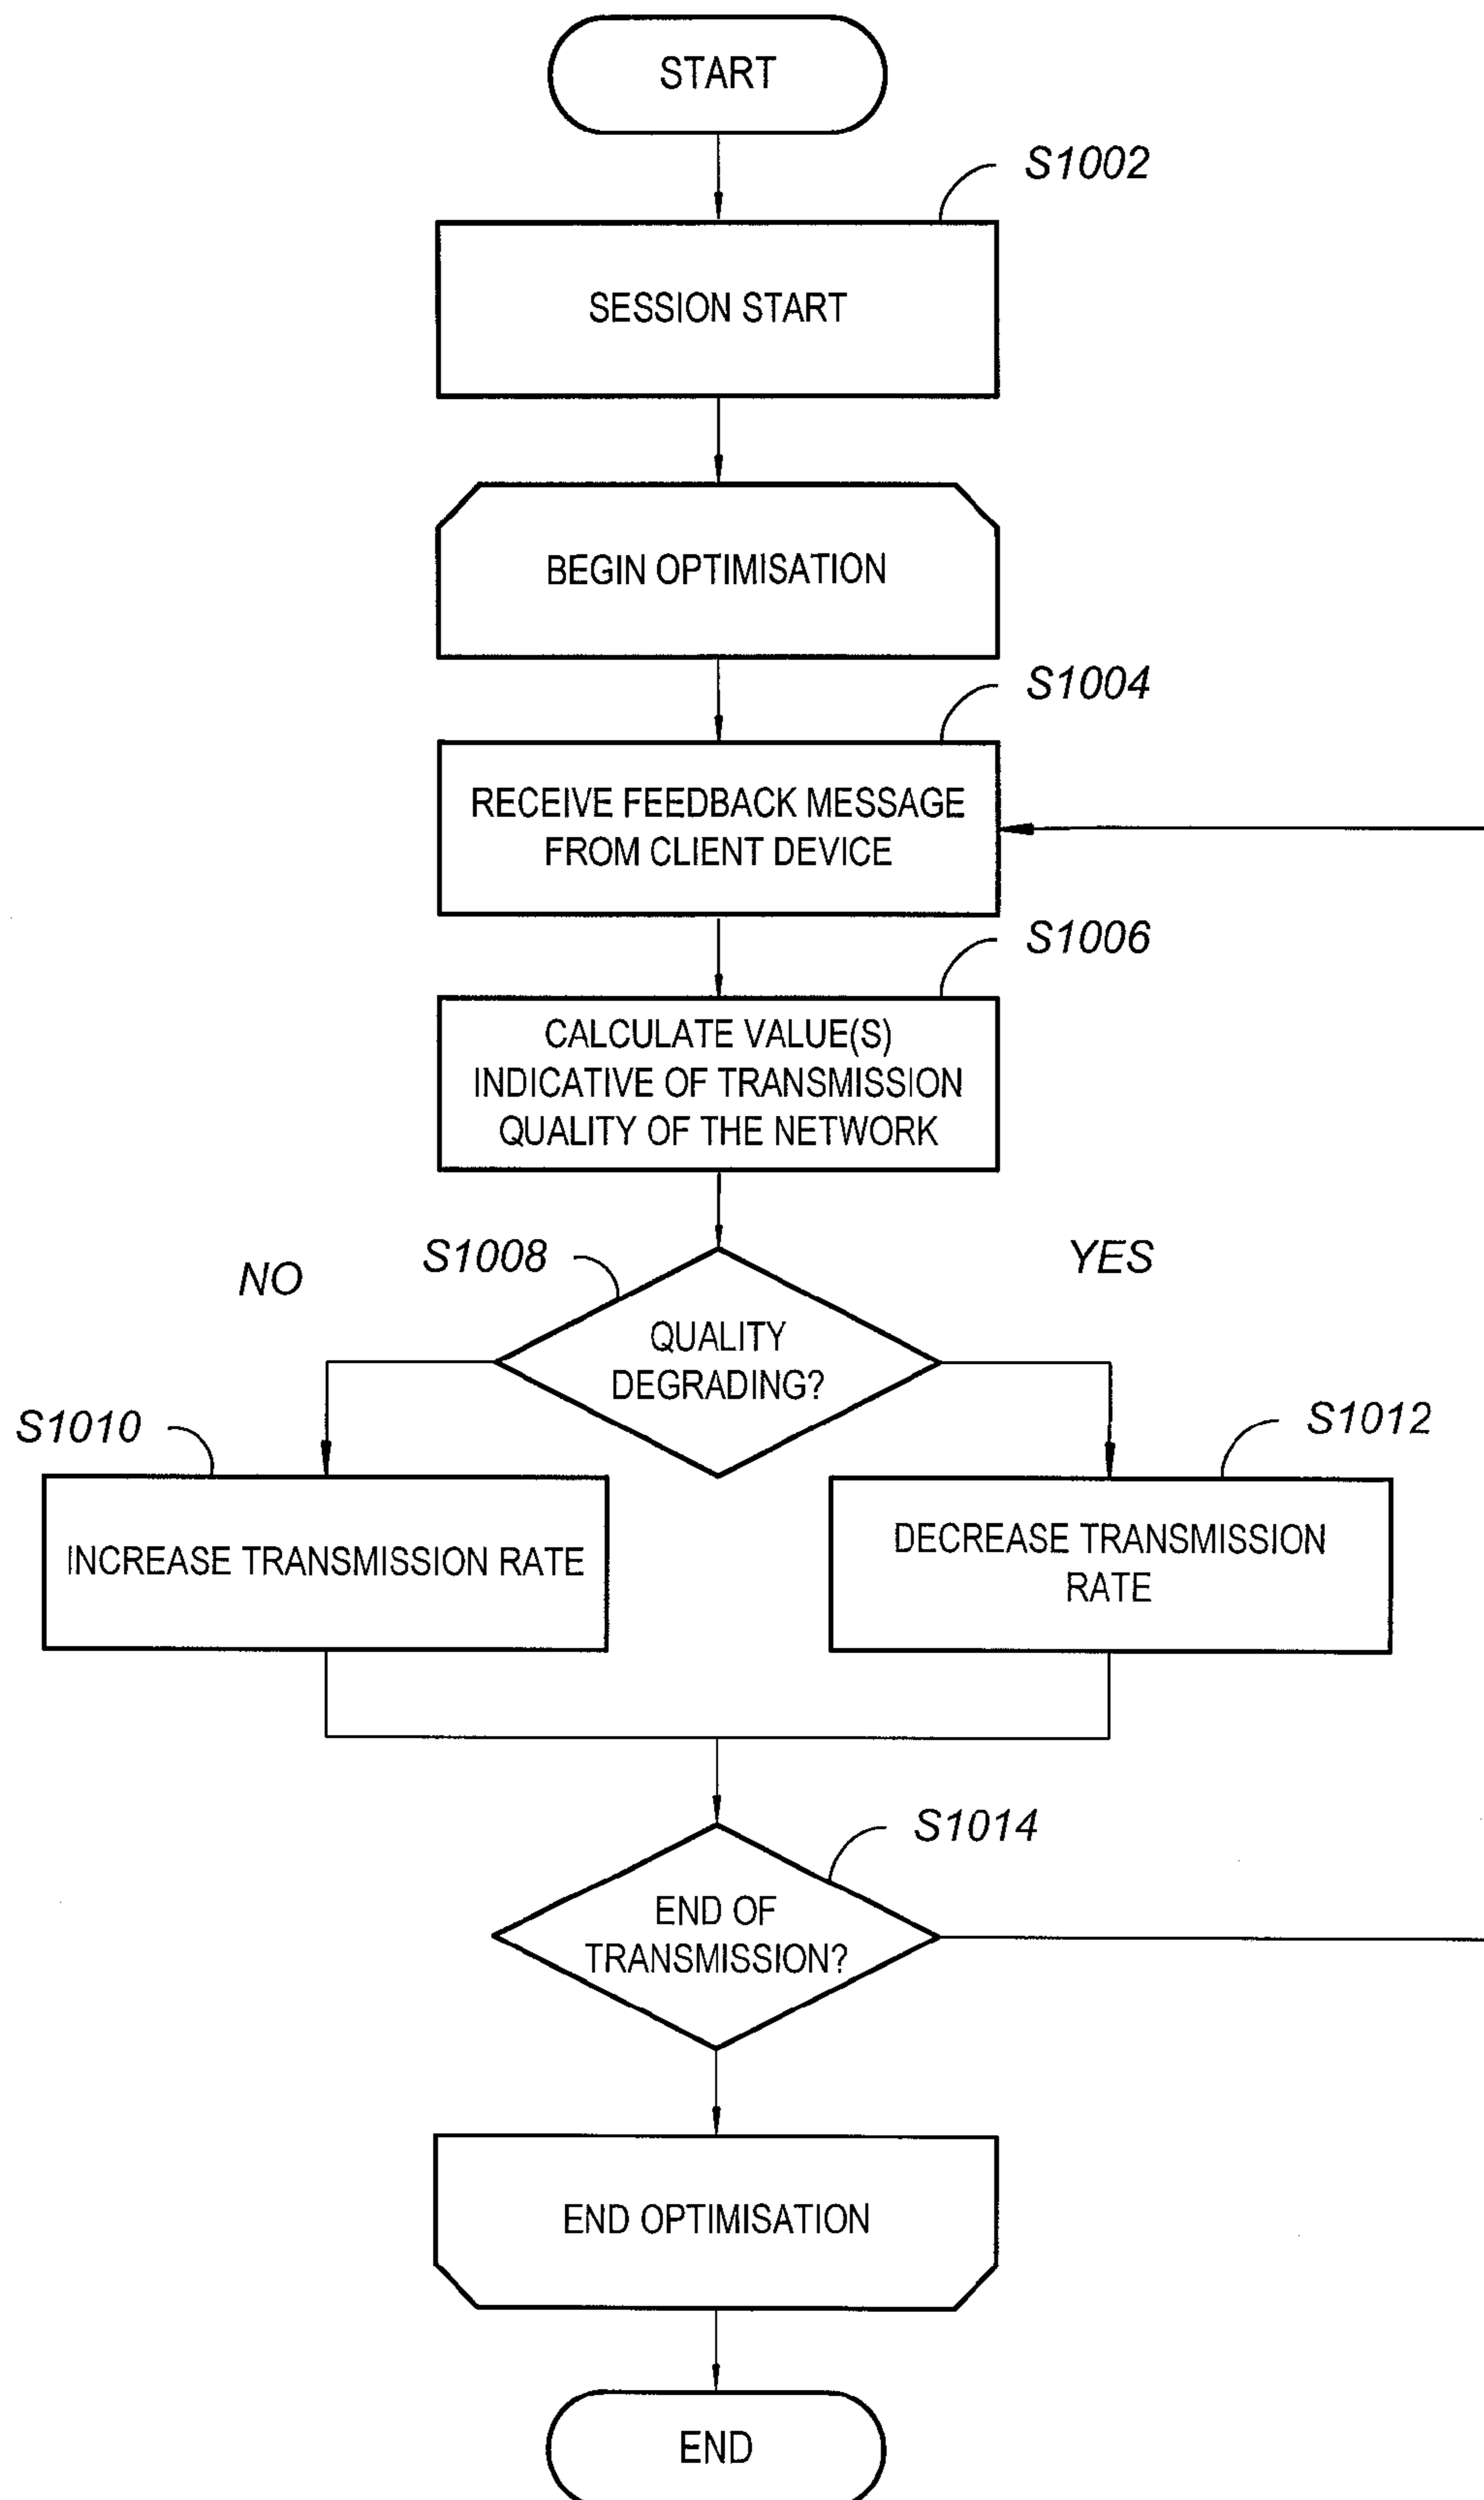 START
S1002
SESSION START
BEGIN OPTIMISATION
S1004
RECEIVE FEEDBACK MESSAGE
FROM CLIENT DEVICE
S1006
CALCULATE VALUE(S)
INDICATIVE OF TRANSMISSION
QUALITY OF THE NETWORK
NO
S1008
YES
QUALITY
DEGRADING?
S1010
S1012
INCREASE TRANSMISSION RATE
DECREASE TRANSMISSION
RATE
S1014
END OF
TRANSMISSION?
END OPTIMISATION
END